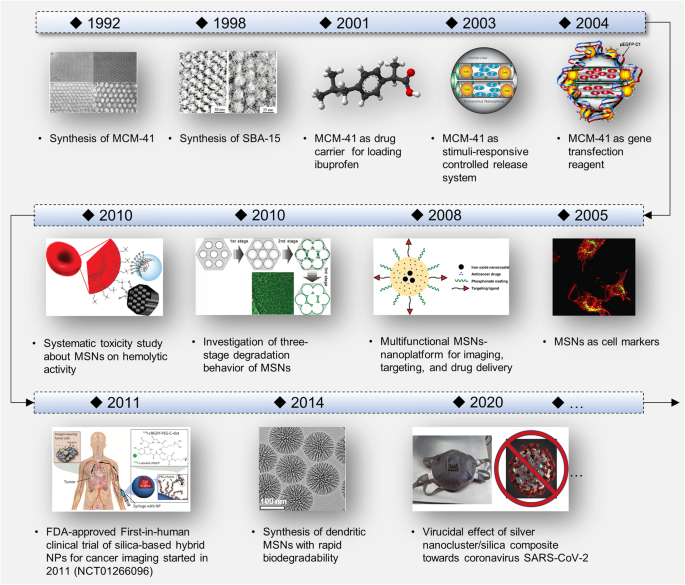 1992
1998
2001
2003
2004
pEGFP-C1
Synthesis of MCM-41
Synthesis of SBA-15
MCM-41 as drug
carrier for loading
ibuprofen
MCM-41 as
stimuli-responsive
controlled release
system
MCM-41 as gene
transfection
reagent
2010
2010
2008
2005
1st stage
2nd stage
3rd stage
Iron oxide nanocrystal
Anticancer drugs
Phosphonate coating
Targeting ligand
Systematic toxicity study
about MSNs on hemolytic
activity
Investigation of three-
stage degradation
behavior of MSNs
Multifunctional MSNs-
nanoplatform for imaging,
targeting, and drug delivery
MSNs as cell markers
2011
2014
2020
...
Tumor
Syringe with NP
100 nm
...
FDA-approved First-in-human
clinical trial of silica-based hybrid
NPs for cancer imaging started in
2011 (NCT01266096)
Synthesis of dendritic
MSNs with rapid
biodegradability
Virucidal effect of silver
nanocluster/silica composite
towards coronavirus SARS-CoV-2